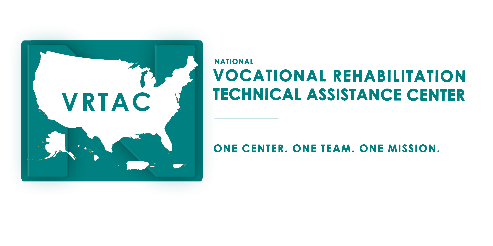 VRTAC
NATIONAL
VOCATIONAL REHABILITATION
TECHNICAL ASSISTANCE CENTER
ONE CENTER. ONE TEAM. ONE MISSION.